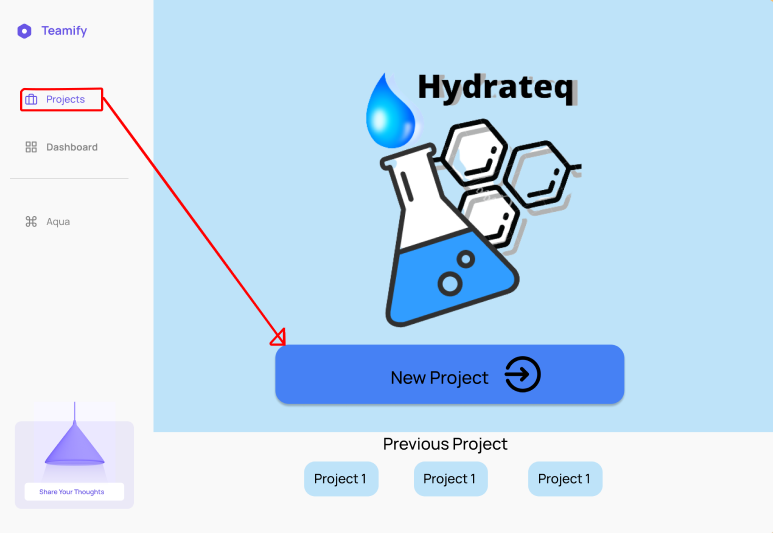 Teamify
Projects
Dashboard
Aqua
Share Your Thoughts
Hydrateq
New Project
Previous Project
Project 1
Project 1
Project 1